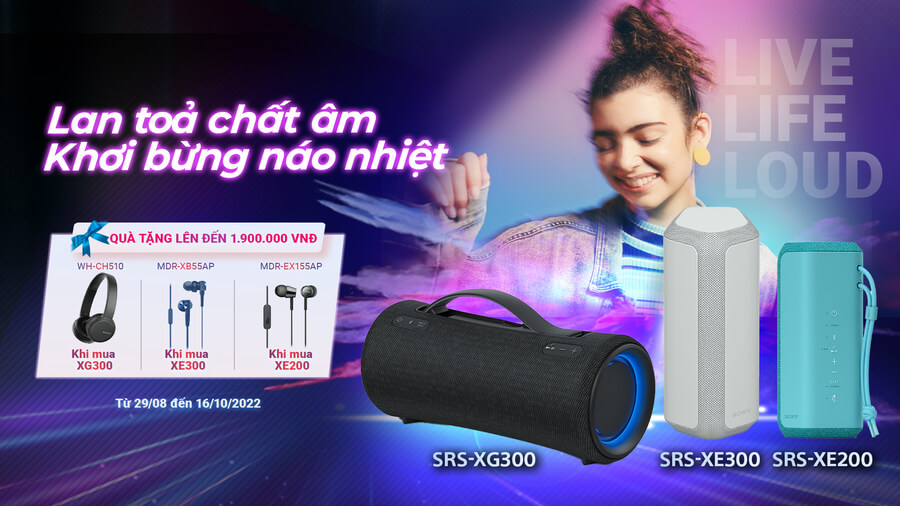 Lan toả chất âm
Khơi bừng náo nhiệt
LIVE
LIFE
LOUD
QUÀ TẶNG LÊN ĐẾN 1.900.000 VNĐ
WH-CH510
MDR-XB55AP
MDR-EX155AP
Khi mua
XG300
Khi mua
XE300
Khi mua
XE200
Từ 29/08 đến 16/10/2022
SONY
SONY
SRS-XG300
SRS-XE300
SRS-XE200